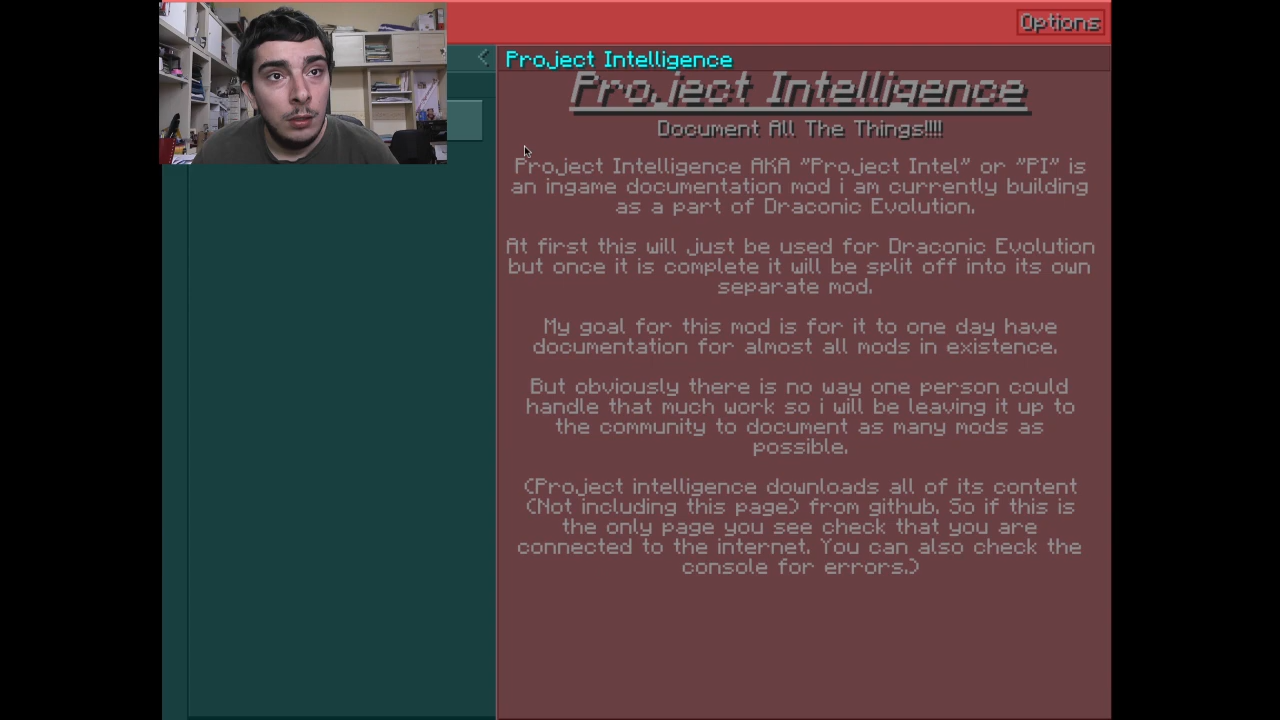 Options
Project Intelligence
Project Intelligence
Document All The Things!!!!
Project Intelligence AKA "Project Intel" or "PI" is
an ingame documentation mod i am currently building
as a part of Draconic Evolution.
At first this will just be used for Draconic Evolution
but once it is complete it will be split off into its own
separate mod.
My goal for this mod is for it to one day have
documentation for almost all mods in existence.
But obviously there is no way one person could
handle that much work so i will be leaving it up to
the community to document as many mods as
possible.
(Project intelligence downloads all of its content
(Not including this page) from github. So if this is
the only page you see check that you are
connected to the internet. You can also check the
console for errors.)